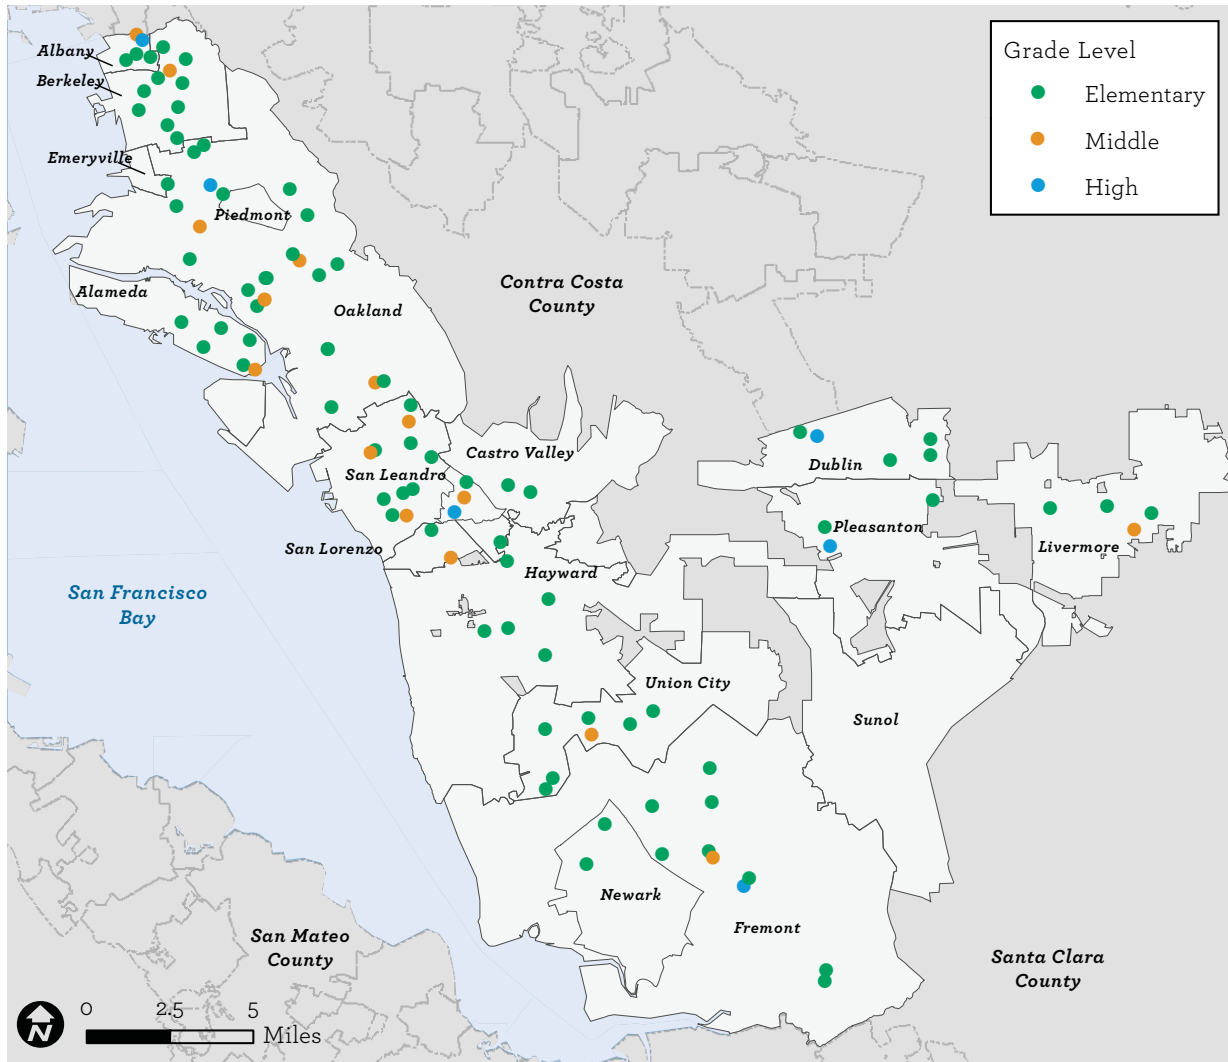 Grade Level
Elementary
Middle
High
Albany
Berkeley
Emeryville
Piedmont
Alameda
Oakland
Contra Costa
County
Castro Valley
San Leandro
Dublin
Pleasanton
Livermore
San Lorenzo
Hayward
San Francisco
Bay
Union City
Sunol
Newark
Fremont
San Mateo
County
Santa Clara
County
N
0 2.5 5
Miles